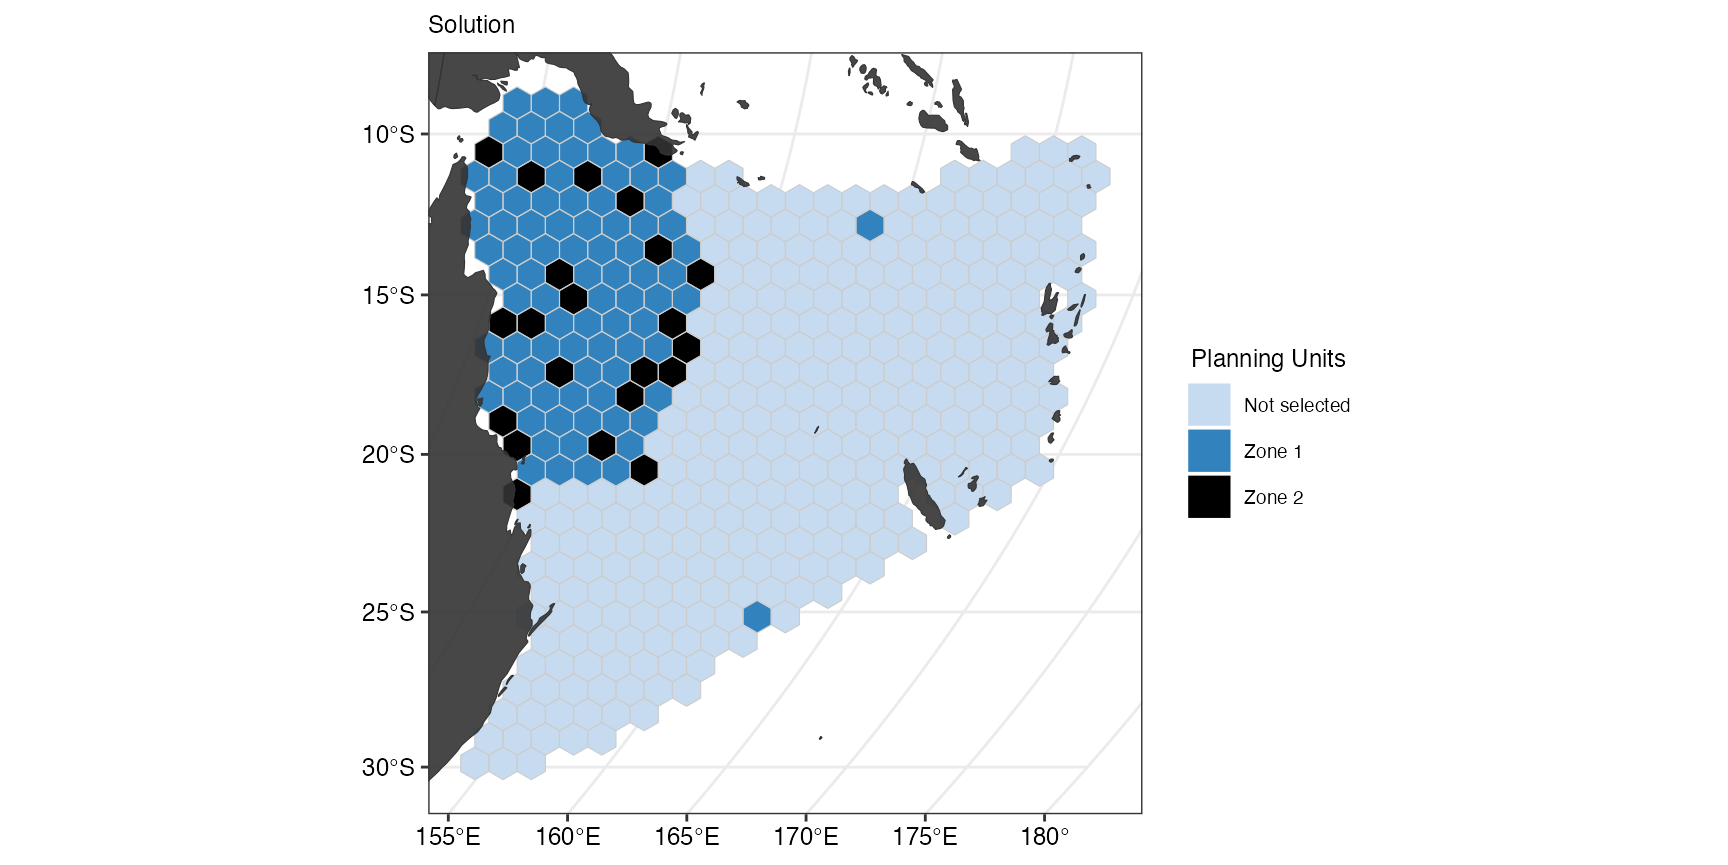 Solution
10°S
15°S
20°S
25°S
30°S
155°E 160°E 165°E 170°E 175°E 180°
Planning Units
Not selected
Zone 1
Zone 2